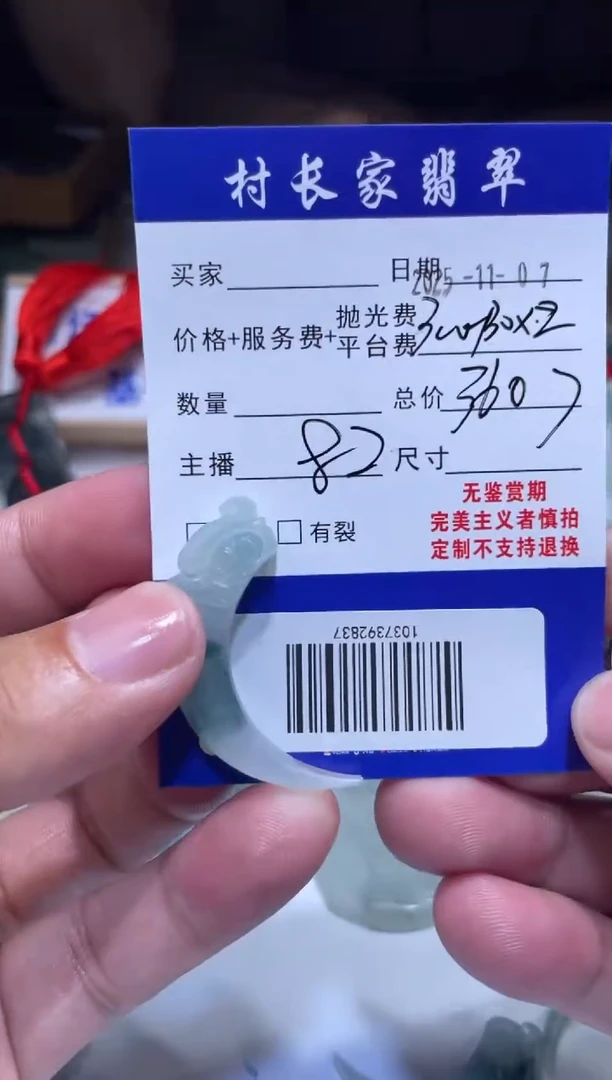 村长家翡翠
买家 日期 2025-11-07
价格+服务费+抛光费平台费 300+30×2
数量 总价 360
主播 82 尺寸
有裂
无鉴赏期
完美主义者慎拍
定制不支持退换
1037392837